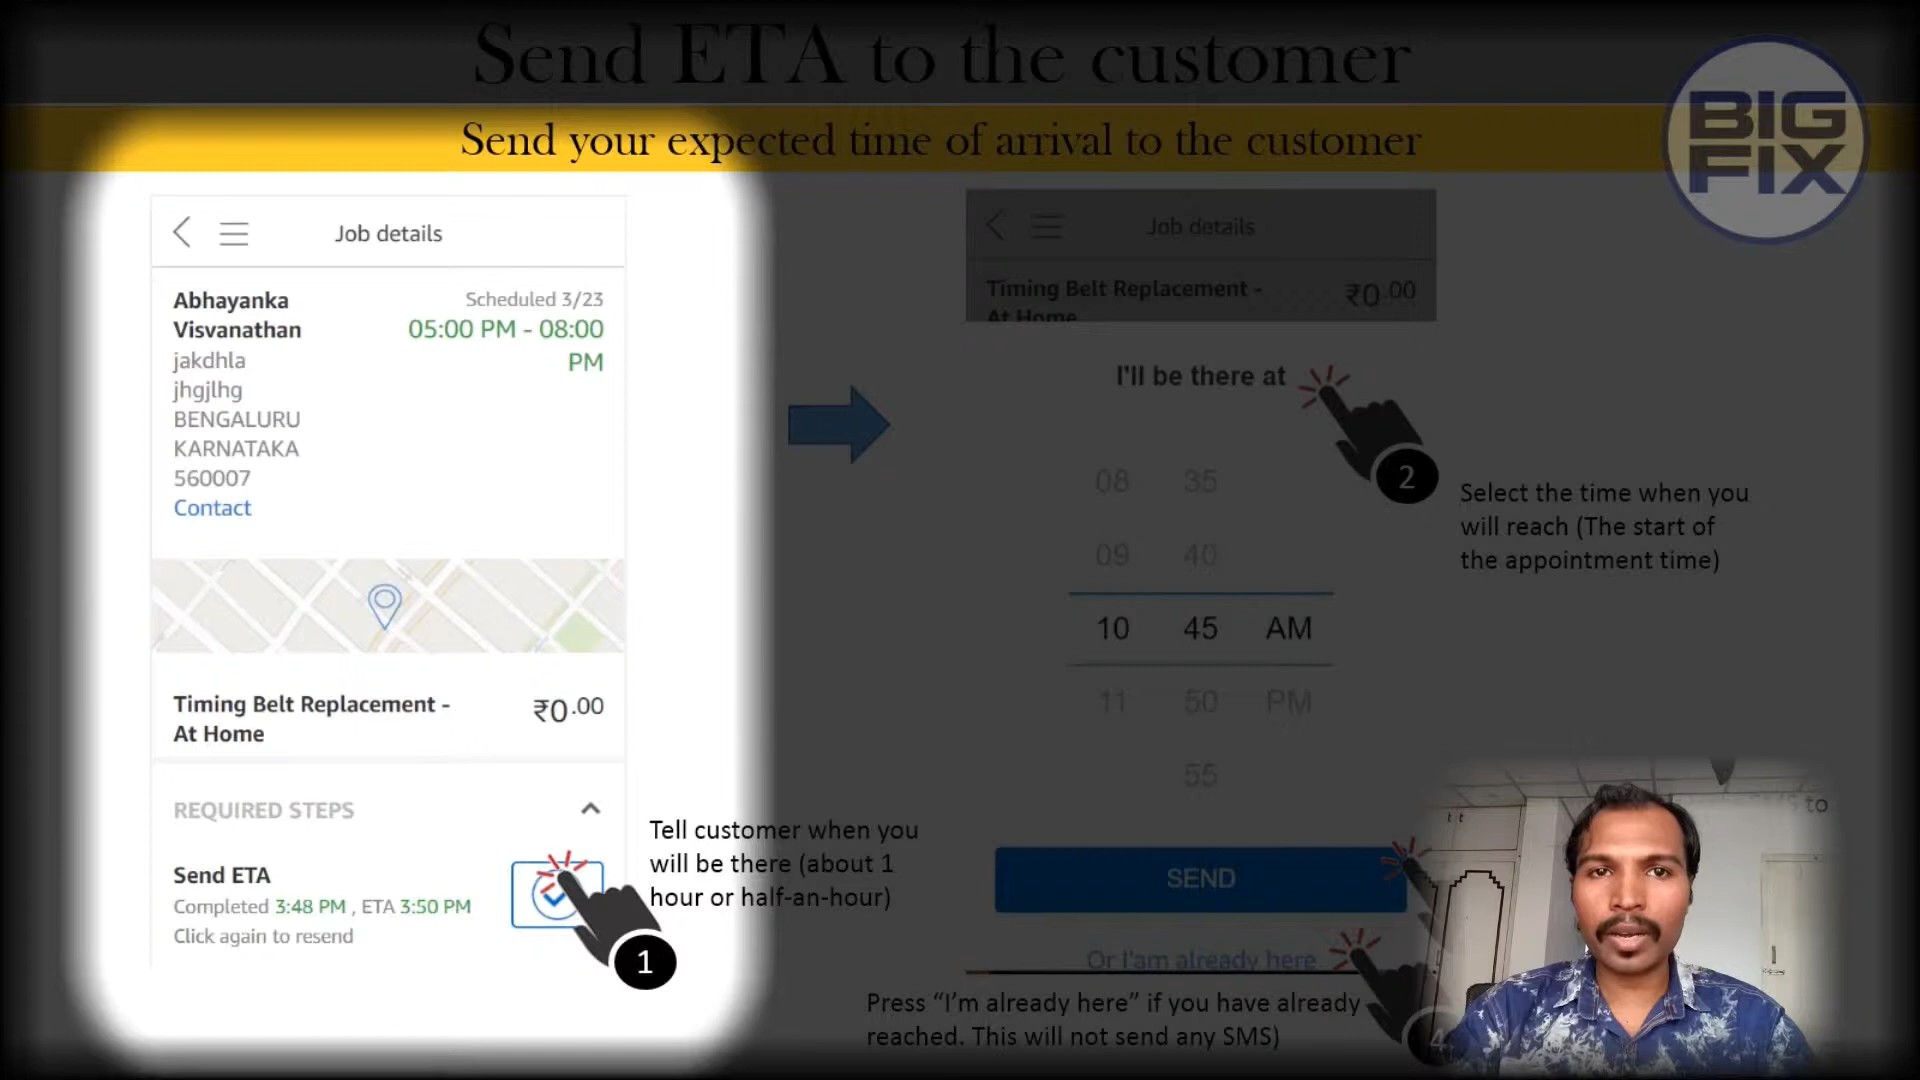 Send ETA to the customer
Send your expected time of arrival to the customer
BIG
FIX
Job details
Abhayanka
Visvanathan
Scheduled 3/23
05:00 PM - 08:00
PM
jakdhla
jhgjlhg
BENGALURU
KARNATAKA
560007
Contact
Timing Belt Replacement -
At Home
₹0.00
REQUIRED STEPS
Send ETA
Completed 3:48 PM , ETA 3:50 PM
Click again to resend
1
Tell customer when you
will be there (about 1
hour or half-an-hour)
Job details
Timing Belt Replacement -
At Home
₹0.00
I'll be there at
08 35
09 40
10 45 AM
11 50 PM
55
2
Select the time when you
will reach (The start of
the appointment time)
SEND
to
Or I'am already here
4
Press “I’m already here” if you have already
reached. This will not send any SMS)